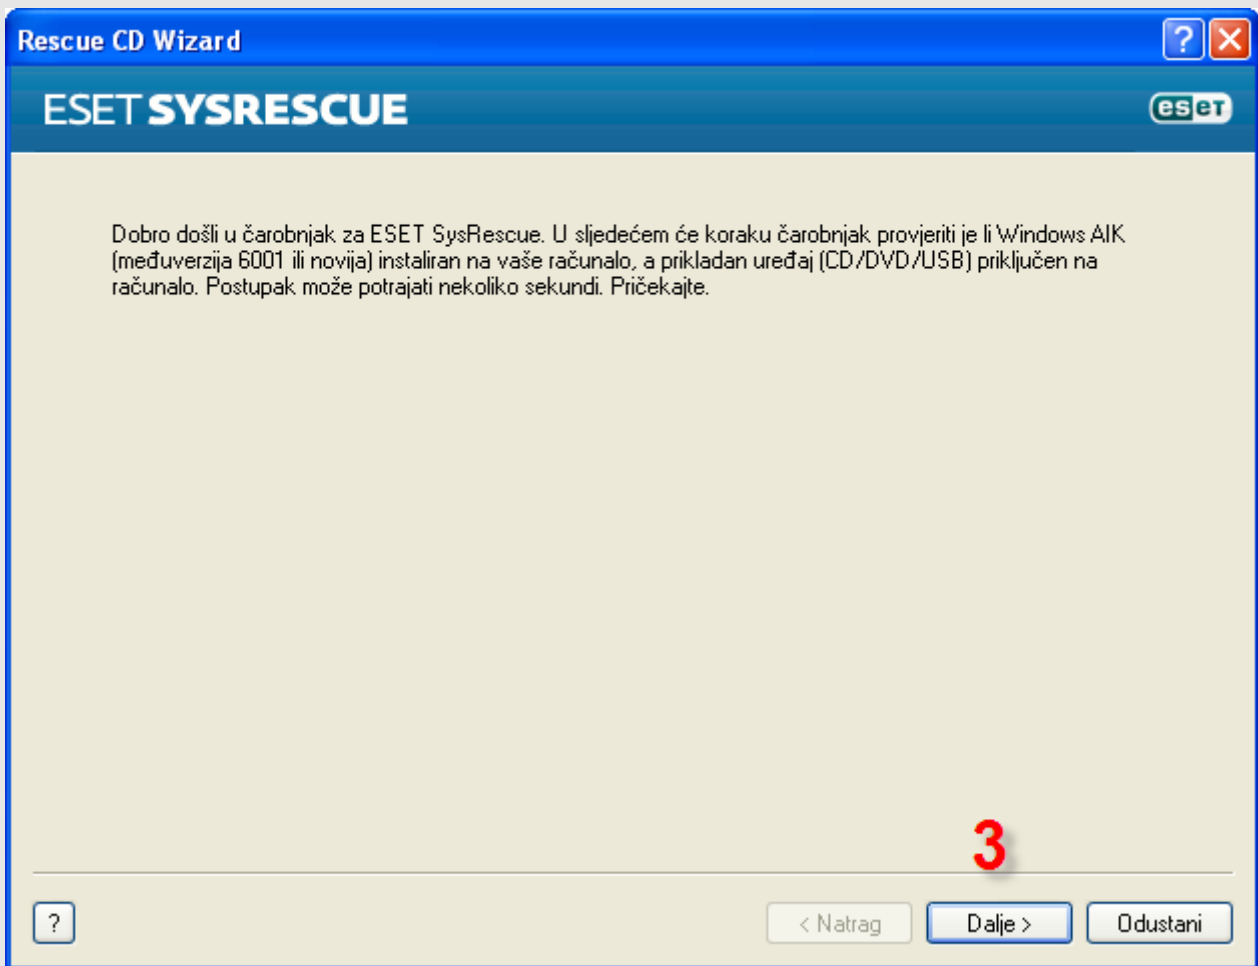 Rescue CD Wizard
?
ESET SYSRESCUE
eset
Dobro došli u čarobnjak za ESET SysRescue. U sljedećem će koraku čarobnjak provjeriti je li Windows AIK
(međuverzija 6001 ili novija) instaliran na vaše računalo, a prikladan uređaj (CD/DVD/USB) priključen na
računalo. Postupak može potrajati nekoliko sekundi. Pričekajte.
3
?
< Natrag
Dalje >
Odustani